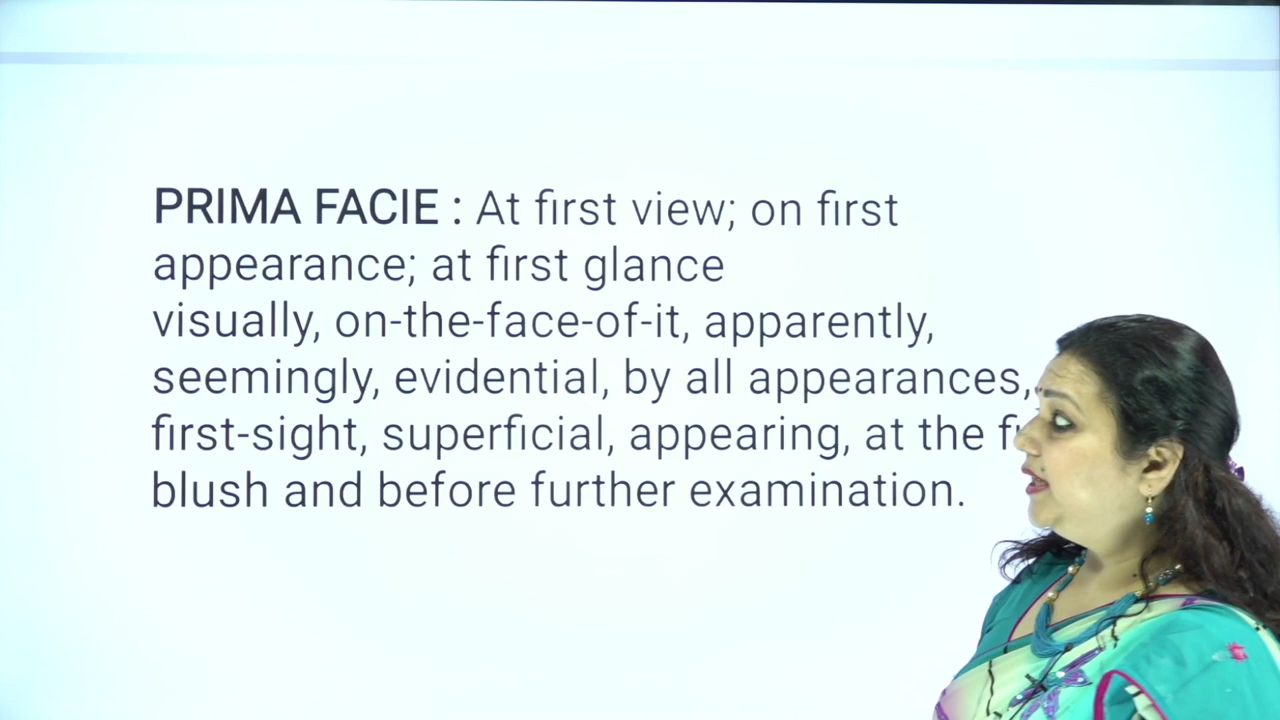 PRIMA FACIE : At first view; on first
appearance; at first glance
visually, on-the-face-of-it, apparently,
seemingly, evidential, by all appearances,
first-sight, superficial, appearing, at the
blush and before further examination.